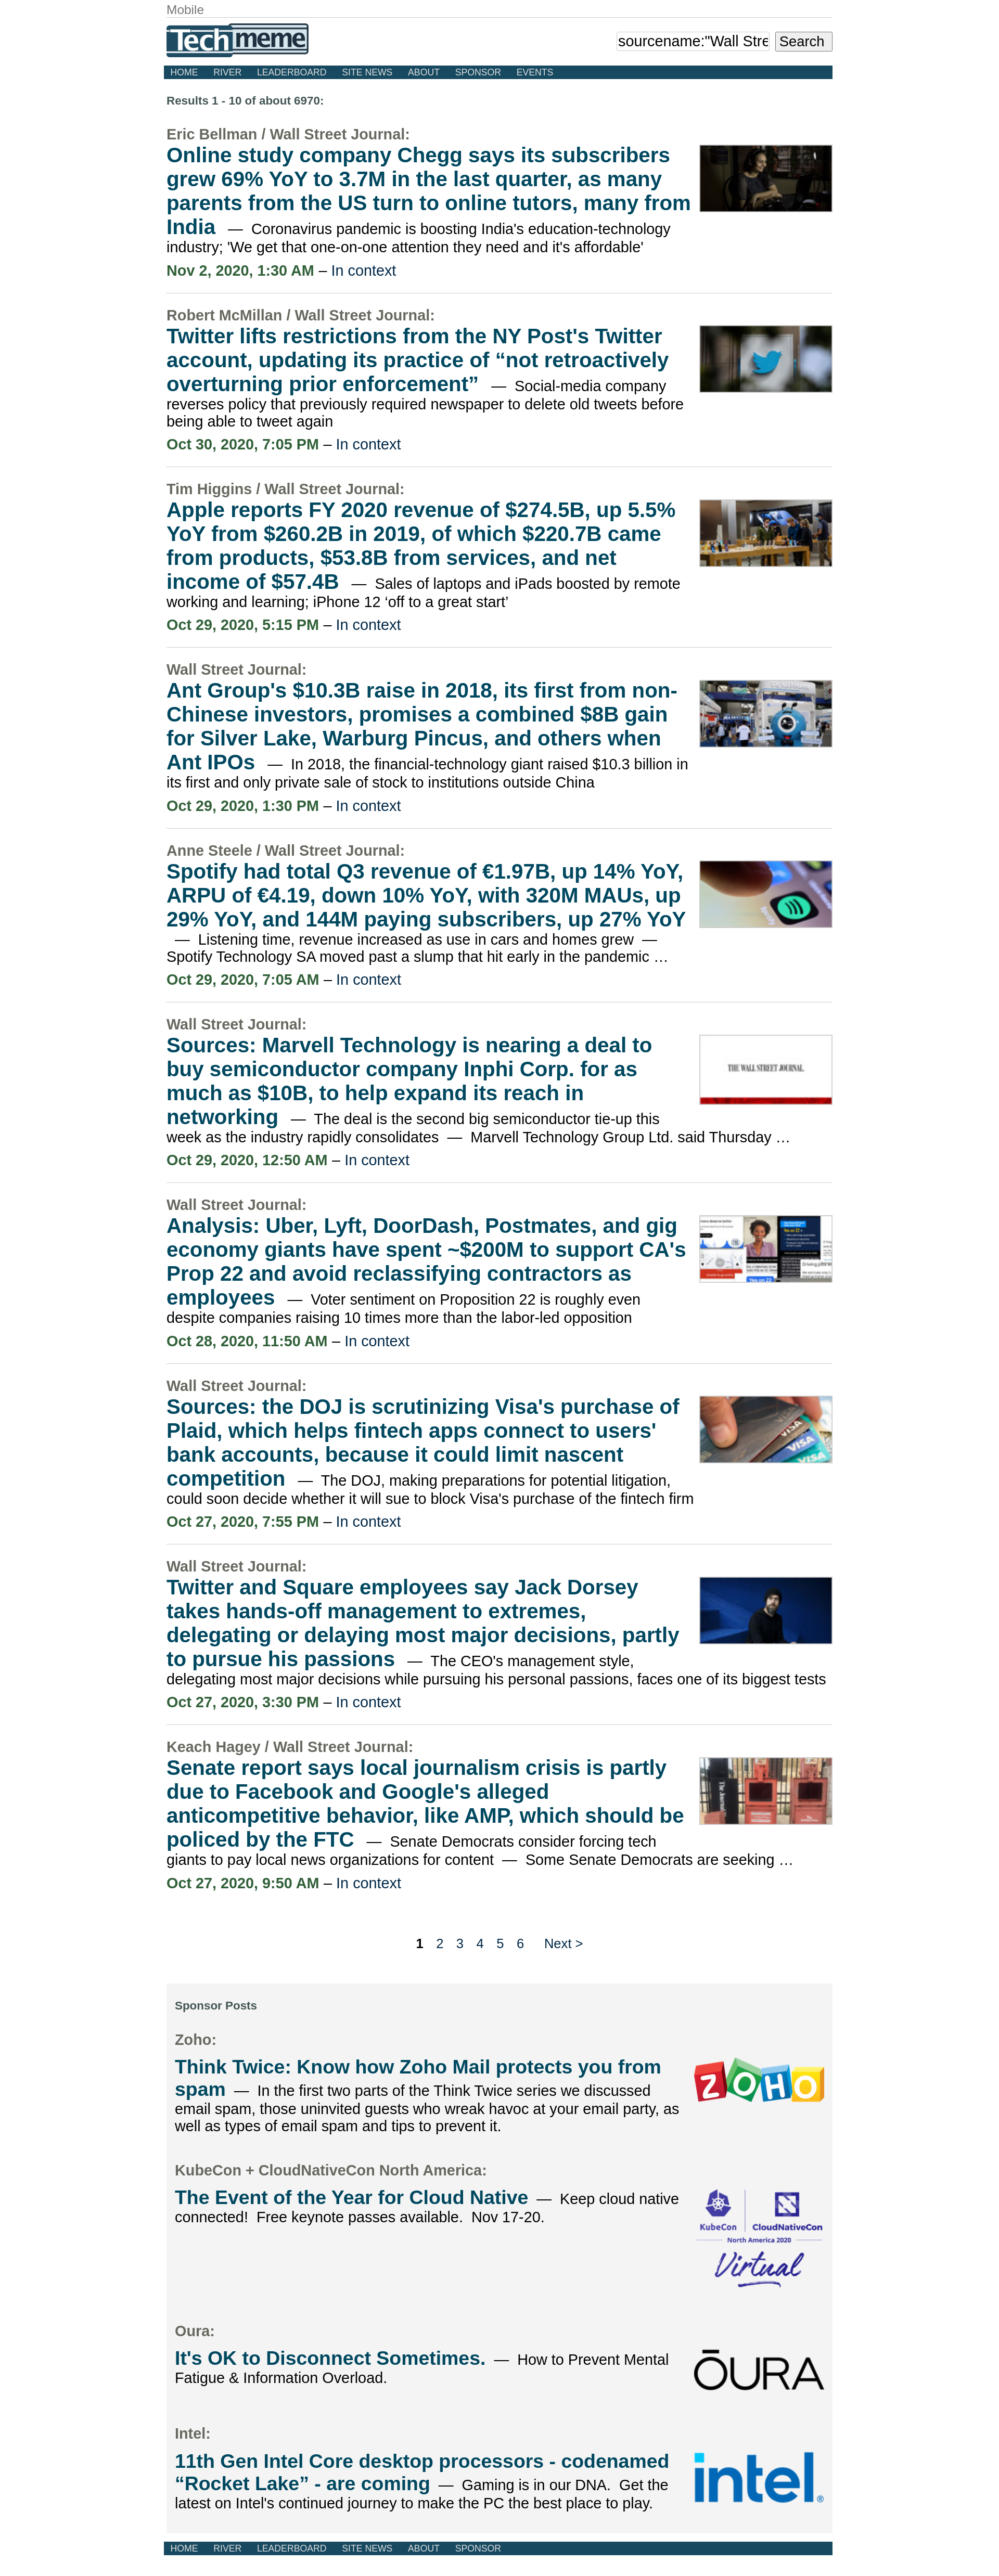 Mobile
Techmeme
sourcename:"Wall Stre
Search
HOME RIVER LEADERBOARD SITE NEWS ABOUT SPONSOR EVENTS
Results 1 - 10 of about 6970:
Eric Bellman / Wall Street Journal:
Online study company Chegg says its subscribers
grew 69% YoY to 3.7M in the last quarter, as many
parents from the US turn to online tutors, many from
India — Coronavirus pandemic is boosting India's education-technology
industry; 'We get that one-on-one attention they need and it's affordable'
Nov 2, 2020, 1:30 AM – In context
Robert McMillan / Wall Street Journal:
Twitter lifts restrictions from the NY Post's Twitter
account, updating its practice of “not retroactively
overturning prior enforcement” — Social-media company
reverses policy that previously required newspaper to delete old tweets before
being able to tweet again
Oct 30, 2020, 7:05 PM – In context
Tim Higgins / Wall Street Journal:
Apple reports FY 2020 revenue of $274.5B, up 5.5%
YoY from $260.2B in 2019, of which $220.7B came
from products, $53.8B from services, and net
income of $57.4B — Sales of laptops and iPads boosted by remote
working and learning; iPhone 12 ‘off to a great start’
Oct 29, 2020, 5:15 PM – In context
Wall Street Journal:
Ant Group's $10.3B raise in 2018, its first from non-
Chinese investors, promises a combined $8B gain
for Silver Lake, Warburg Pincus, and others when
Ant IPOs — In 2018, the financial-technology giant raised $10.3 billion in
its first and only private sale of stock to institutions outside China
Oct 29, 2020, 1:30 PM – In context
Anne Steele / Wall Street Journal:
Spotify had total Q3 revenue of €1.97B, up 14% YoY,
ARPU of €4.19, down 10% YoY, with 320M MAUs, up
29% YoY, and 144M paying subscribers, up 27% YoY
— Listening time, revenue increased as use in cars and homes grew —
Spotify Technology SA moved past a slump that hit early in the pandemic …
Oct 29, 2020, 7:05 AM – In context
Wall Street Journal:
Sources: Marvell Technology is nearing a deal to
buy semiconductor company Inphi Corp. for as
much as $10B, to help expand its reach in
networking — The deal is the second big semiconductor tie-up this
week as the industry rapidly consolidates — Marvell Technology Group Ltd. said Thursday …
Oct 29, 2020, 12:50 AM – In context
THE WALL STREET JOURNAL.
Wall Street Journal:
Analysis: Uber, Lyft, DoorDash, Postmates, and gig
economy giants have spent ~$200M to support CA's
Prop 22 and avoid reclassifying contractors as
employees — Voter sentiment on Proposition 22 is roughly even
despite companies raising 10 times more than the labor-led opposition
Oct 28, 2020, 11:50 AM – In context
Wall Street Journal:
Sources: the DOJ is scrutinizing Visa's purchase of
Plaid, which helps fintech apps connect to users'
bank accounts, because it could limit nascent
competition — The DOJ, making preparations for potential litigation,
could soon decide whether it will sue to block Visa's purchase of the fintech firm
Oct 27, 2020, 7:55 PM – In context
VISA
VISA
Wall Street Journal:
Twitter and Square employees say Jack Dorsey
takes hands-off management to extremes,
delegating or delaying most major decisions, partly
to pursue his passions — The CEO's management style,
delegating most major decisions while pursuing his personal passions, faces one of its biggest tests
Oct 27, 2020, 3:30 PM – In context
Keach Hagey / Wall Street Journal:
Senate report says local journalism crisis is partly
due to Facebook and Google's alleged
anticompetitive behavior, like AMP, which should be
policed by the FTC — Senate Democrats consider forcing tech
giants to pay local news organizations for content — Some Senate Democrats are seeking …
Oct 27, 2020, 9:50 AM – In context
1 2 3 4 5 6 Next >
Sponsor Posts
Zoho:
Think Twice: Know how Zoho Mail protects you from
spam — In the first two parts of the Think Twice series we discussed
email spam, those uninvited guests who wreak havoc at your email party, as
well as types of email spam and tips to prevent it.
ZOHO
KubeCon + CloudNativeCon North America:
The Event of the Year for Cloud Native — Keep cloud native
connected! Free keynote passes available. Nov 17-20.
KubeCon CloudNativeCon
North America 2020
Virtual
Oura:
It's OK to Disconnect Sometimes. — How to Prevent Mental
Fatigue & Information Overload.
ŌURA
Intel:
11th Gen Intel Core desktop processors - codenamed
“Rocket Lake” - are coming — Gaming is in our DNA. Get the
latest on Intel's continued journey to make the PC the best place to play.
intel®
HOME RIVER LEADERBOARD SITE NEWS ABOUT SPONSOR